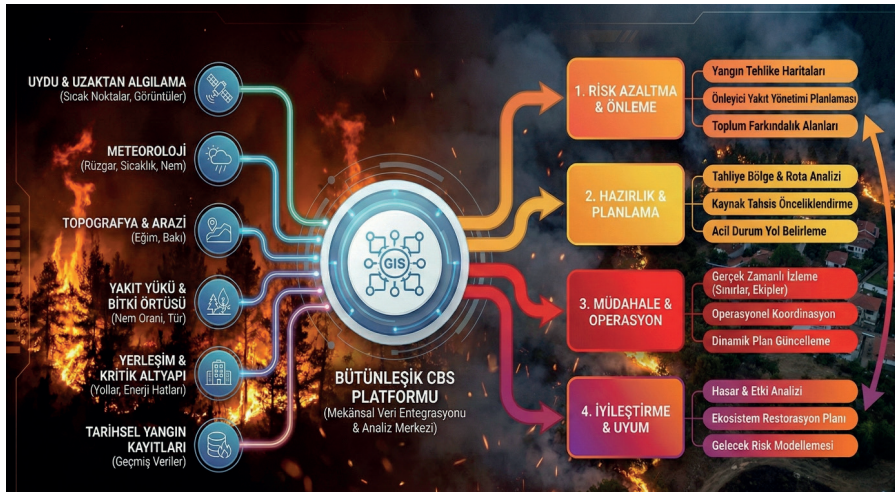 UYDU & UZAKTAN ALGILAMA
(Sıcak Noktalar, Görüntüler)
METEOROLOJİ
(Rüzgar, Sicaklık, Nem)
TOPOGRAFYA & ARAZİ
(Eğim, Bakı)
YAKIT YÜKÜ &
BİTKİ ÖRTÜSÜ
(Nem Orani, Tür)
YERLEŞİM &
KRİTİK ALTYAPI
(Yollar, Enerji Hatları)
TARİHSEL YANGIN
KAYITLARI
(Geçmiş Veriler)
GIS
BÜTÜNLEŞİK CBS
PLATFORMU
(Mekänsal Veri Entegrasyonu
& Analiz Merkezi)
1. RİSK AZALTMA
& ÖNLEME
Yangın Tehlike Haritaları
Önleyici Yakıt Yönetimi Planlaması
Toplum Farkındalık Alanları
2. HAZIRLIK &
PLANLAMA
Tahliye Bölge & Rota Analizi
Kaynak Tahsis Önceliklendirme
Acil Durum Yol Belirleme
3. MÜDAHALE &
OPERASYON
Gerçek Zamanlı İzleme
(Sınırlar, Ekipler)
Operasyonel Koordinasyon
Dinamik Plan Güncelleme
4. İYİLEŞTİRME
& UYUM
Hasar & Etki Analizi
Ekosistem Restorasyon Planı
Gelecek Risk Modellemesi